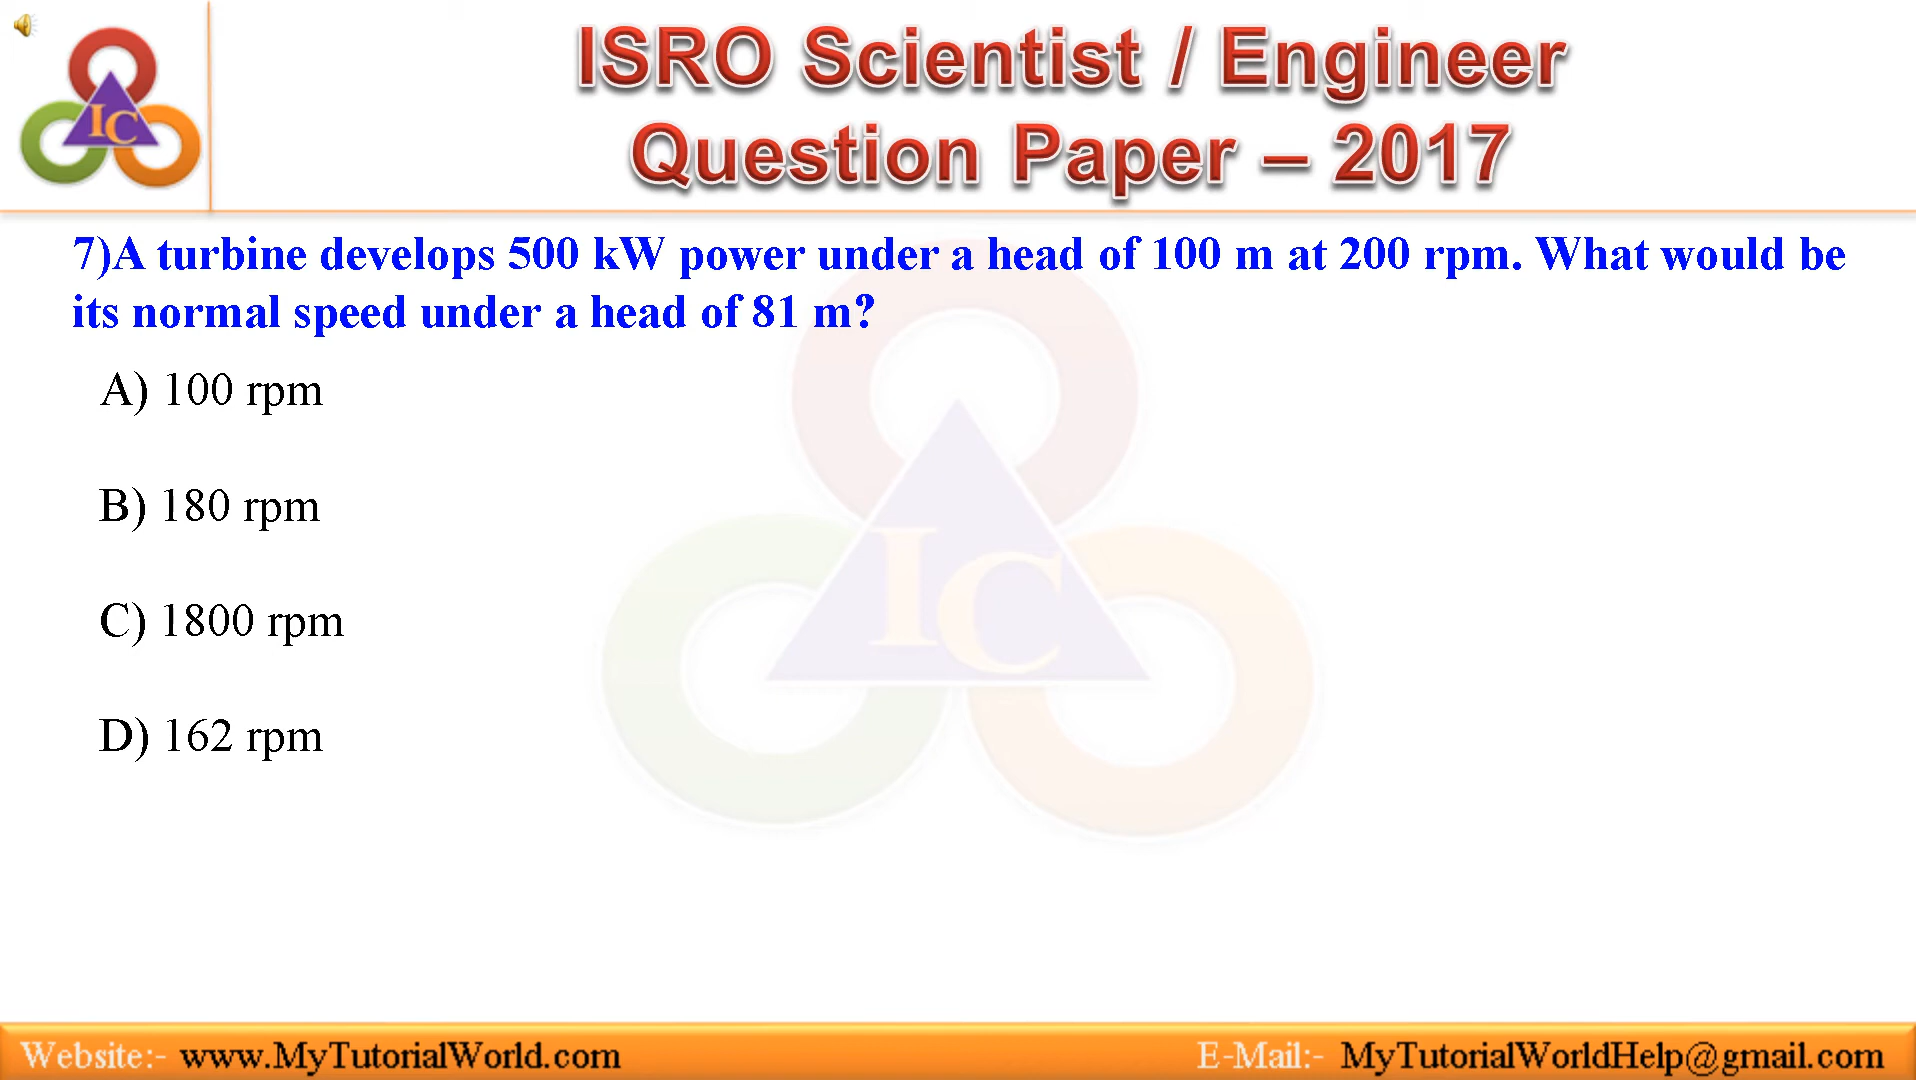 IC
ISRO Scientist / Engineer
Question Paper – 2017
7)A turbine develops 500 kW power under a head of 100 m at 200 rpm. What would be
its normal speed under a head of 81 m?
A) 100 rpm
B) 180 rpm
C) 1800 rpm
D) 162 rpm
IC
Website:- www.MyTutorialWorld.com E-Mail:- MyTutorialWorldHelp@gmail.com